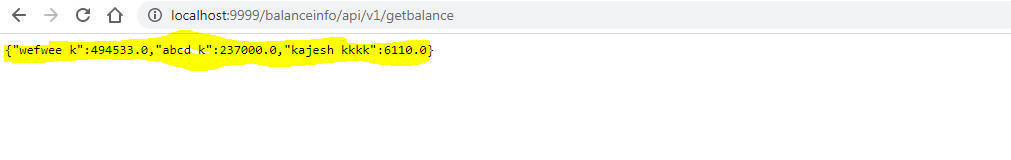 localhost:9999/balanceinfo/api/v1/getbalance
{"wefwee k":494533.0,"abcd k":237000.0,"kajesh kkkk":6110.0}